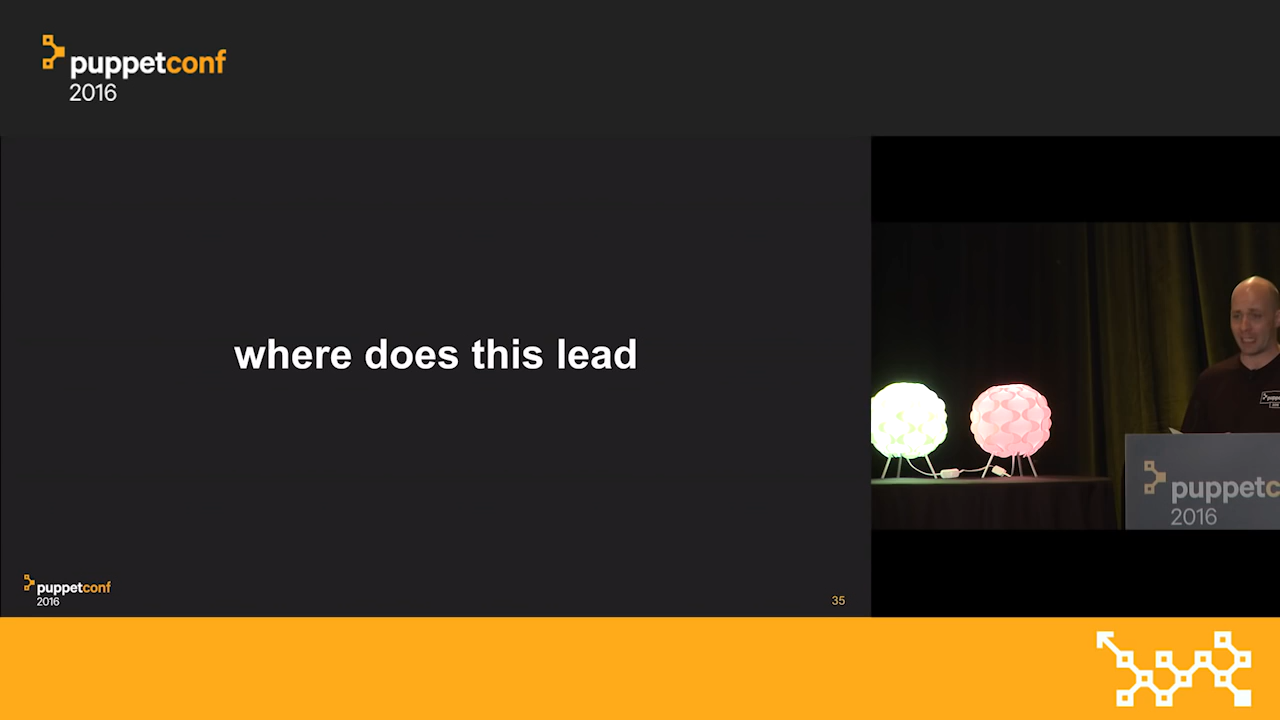 puppetconf
2016
where does this lead
puppetconf
2016
35
puppetc
2016